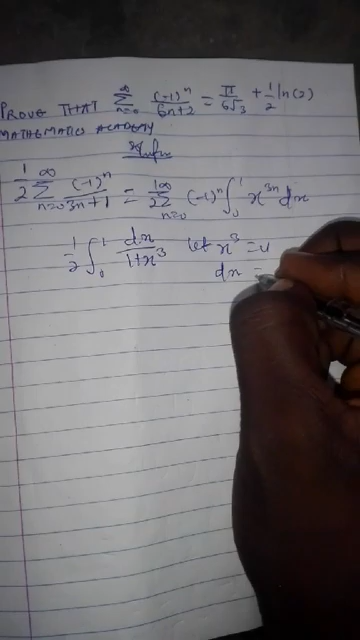 PROVE THAT ∑_{n=0}^{∞} (-1)^n/(6n+2) = π/(6√3) + 1/2 ln(2)
MATHEMATICS ACADEMY
Soln
1/2 ∑_{n=0}^{∞} (-1)^n/(3n+1) = 1/2 ∑_{n=0}^{∞} (-1)^n ∫_0^1 x^{3n} dx
1/2 ∫_0^1 dx/(1+x^3) let x^3 = u
dx =